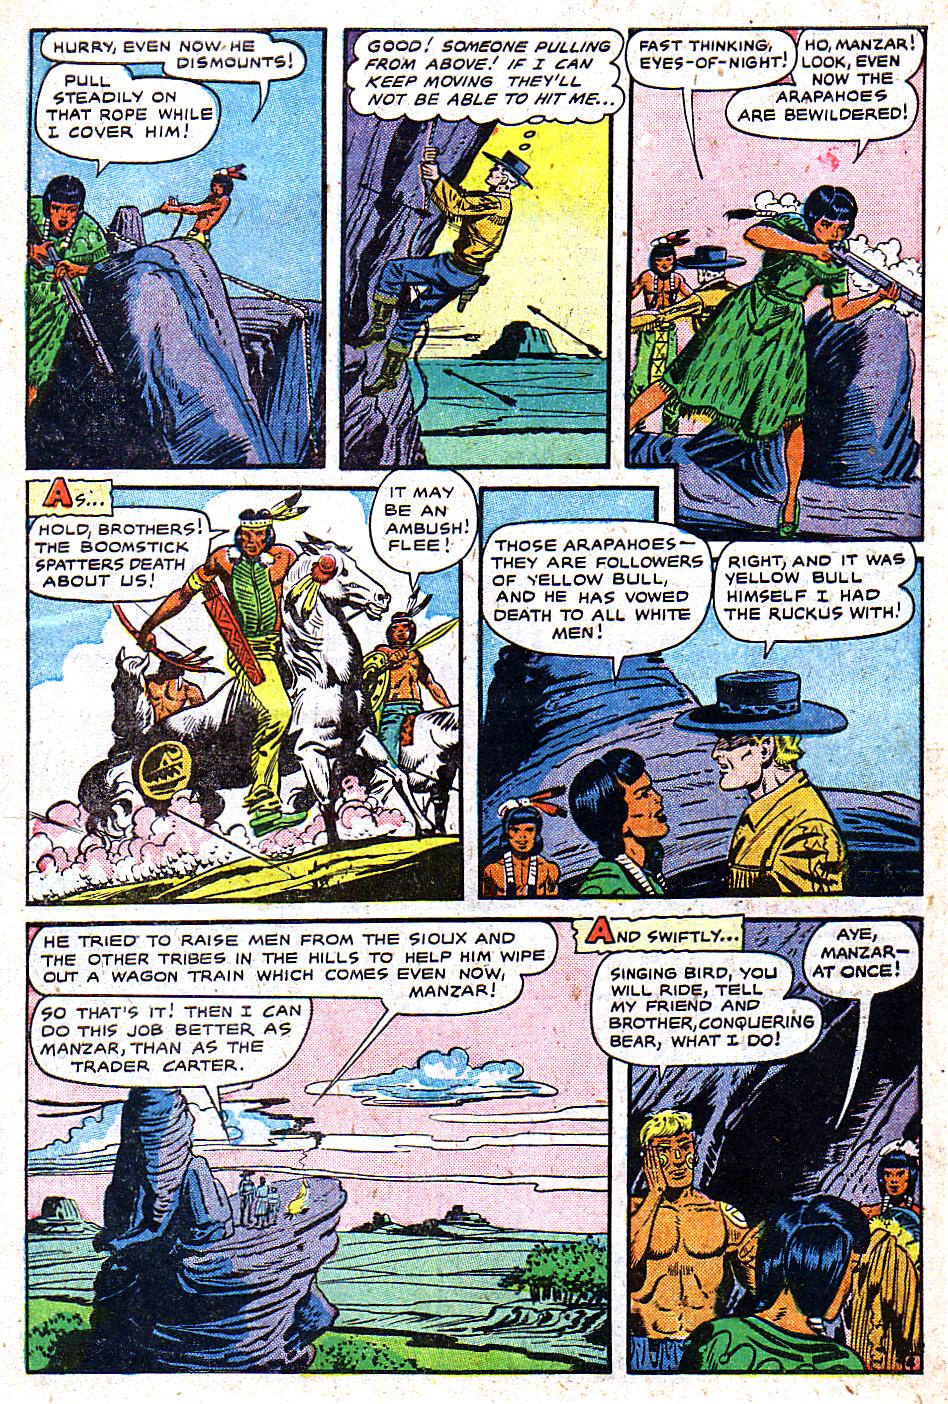 HURRY, EVEN NOW HE
DISMOUNTS!
PULL
STEADILY ON
THAT ROPE WHILE
I COVER HIM!
GOOD! SOMEONE PULLING
FROM ABOVE! IF I CAN
KEEP MOVING THEY'LL
NOT BE ABLE TO HIT ME...
FAST THINKING,
EYES-OF-NIGHT!
HO, MANZAR!
LOOK, EVEN
NOW THE
ARAPAHOES
ARE BEWILDERED!
AS...
HOLD, BROTHERS!
THE BOOMSTICK
SPATTERS DEATH
ABOUT US!
IT MAY
BE AN
AMBUSH!
FLEE!
THOSE ARAPAHOES—
THEY ARE FOLLOWERS
OF YELLOW BULL,
AND HE HAS VOWED
DEATH TO ALL WHITE
MEN!
RIGHT, AND IT WAS
YELLOW BULL
HIMSELF I HAD
THE RUCKUS WITH!
HE TRIED TO RAISE MEN FROM THE SIOUX AND
THE OTHER TRIBES IN THE HILLS TO HELP HIM WIPE
OUT A WAGON TRAIN WHICH COMES EVEN NOW,
MANZAR!
SO THAT'S IT! THEN I CAN
DO THIS JOB BETTER AS
MANZAR, THAN AS THE
TRADER CARTER.
AND SWIFTLY...
SINGING BIRD, YOU
WILL RIDE, TELL
MY FRIEND AND
BROTHER, CONQUERING
BEAR, WHAT I DO!
AYE,
MANZAR—
AT ONCE!